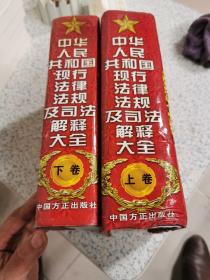 中华
人民
共和国
现行
法律
法规
及司法
解释
大全
下卷
中国方正出版社
中华
人民
共和国
现行
法律
法规
及司法
解释
大全
上卷
中国方正出版社